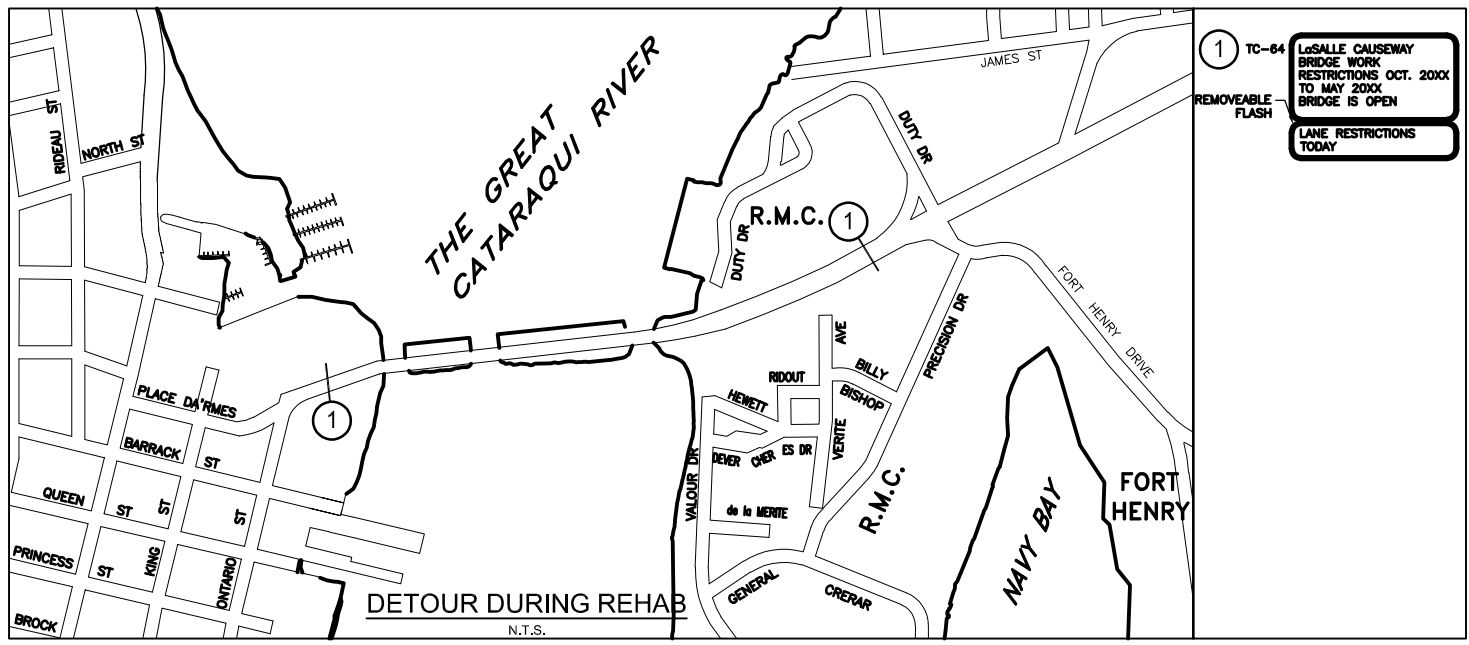 RIDEAU ST
NORTH ST
THE GREAT
CATARAQUI RIVER
JAMES ST
DUTY DR
DUTY DR
R.M.C.
1
FORT HENRY DRIVE
PRECISION DR
AVE
VERITE
BILLY
BISHOP
RIDOUT
HEWETT
DEVER CHER ES DR
VALOUR DR
de la MERITE
R.M.C.
GENERAL
CRERAR
NAVY BAY
FORT
HENRY
PLACE DA'RMES
1
BARRACK ST
QUEEN ST
PRINCESS ST
BROCK
KING ST
ONTARIO ST
DETOUR DURING REHAB
N.T.S.
1 TC-64
LaSALLE CAUSEWAY
BRIDGE WORK
RESTRICTIONS OCT. 20XX
TO MAY 20XX
BRIDGE IS OPEN
REMOVEABLE
FLASH
LANE RESTRICTIONS
TODAY